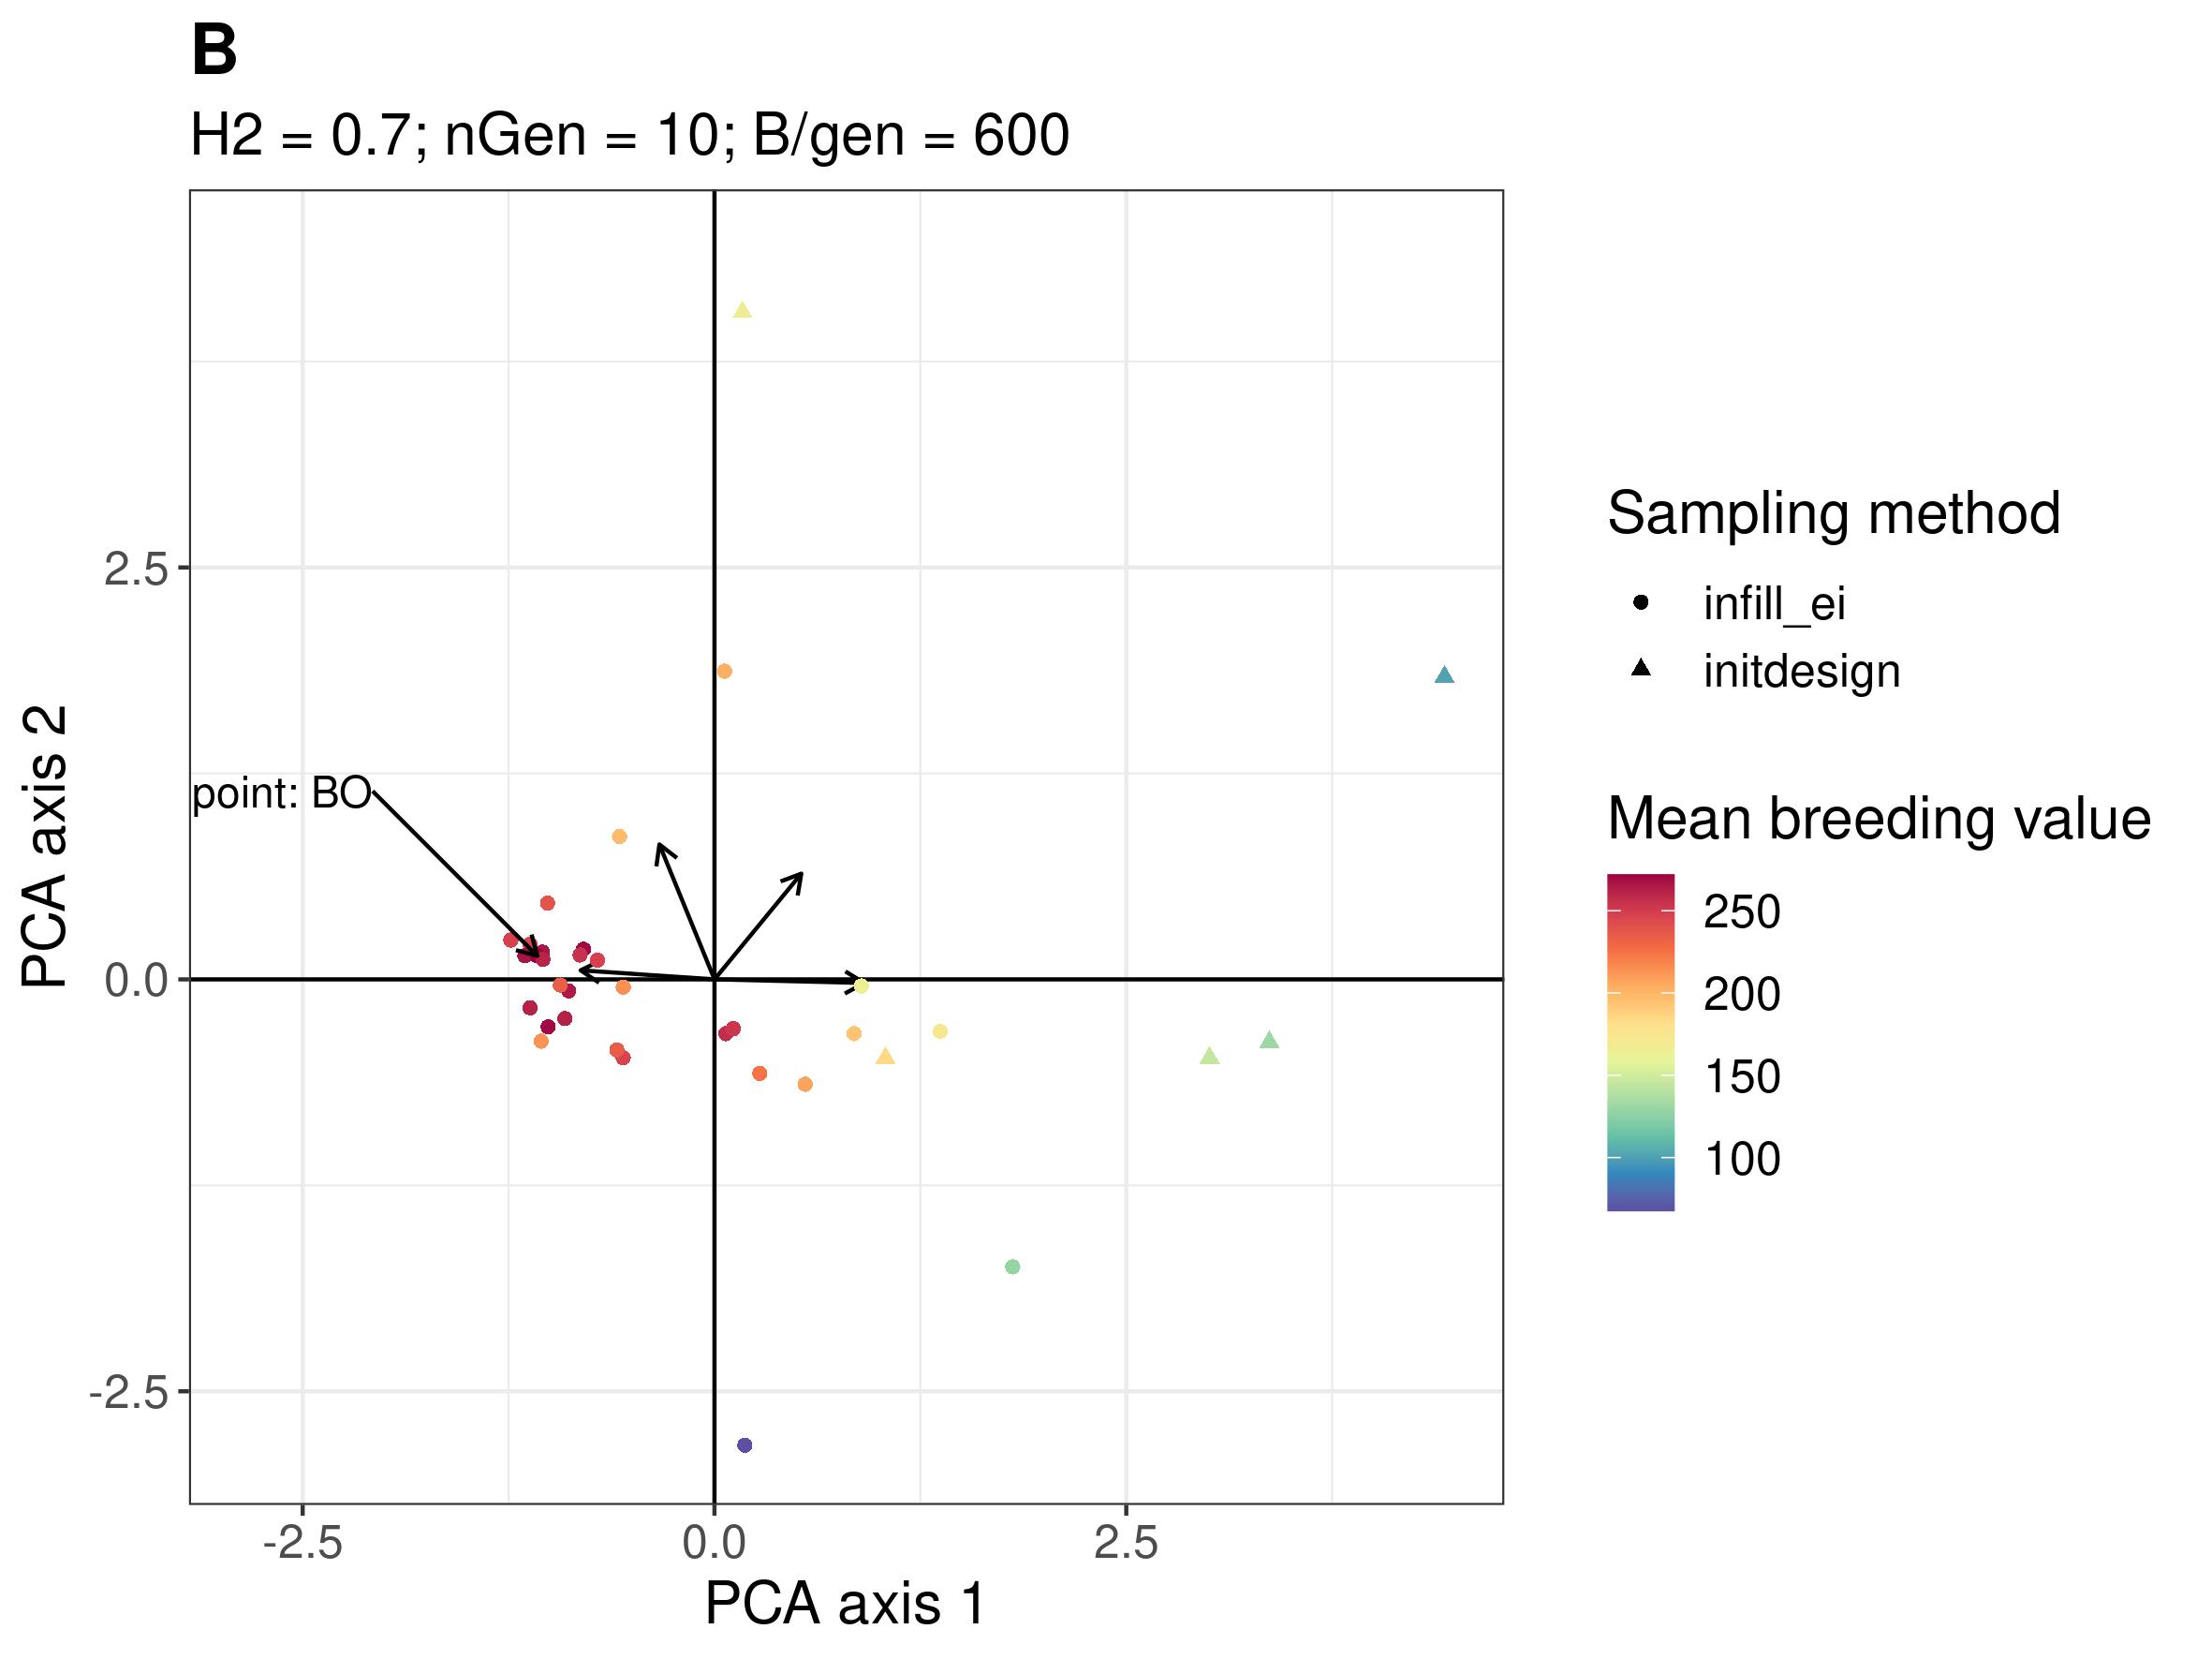 B
H2 = 0.7; nGen = 10; B/gen = 600
PCA axis 2
2.5
0.0
-2.5
point: BO
-2.5
0.0
2.5
PCA axis 1
Sampling method
infill_ei
initdesign
Mean breeding value
250
200
150
100